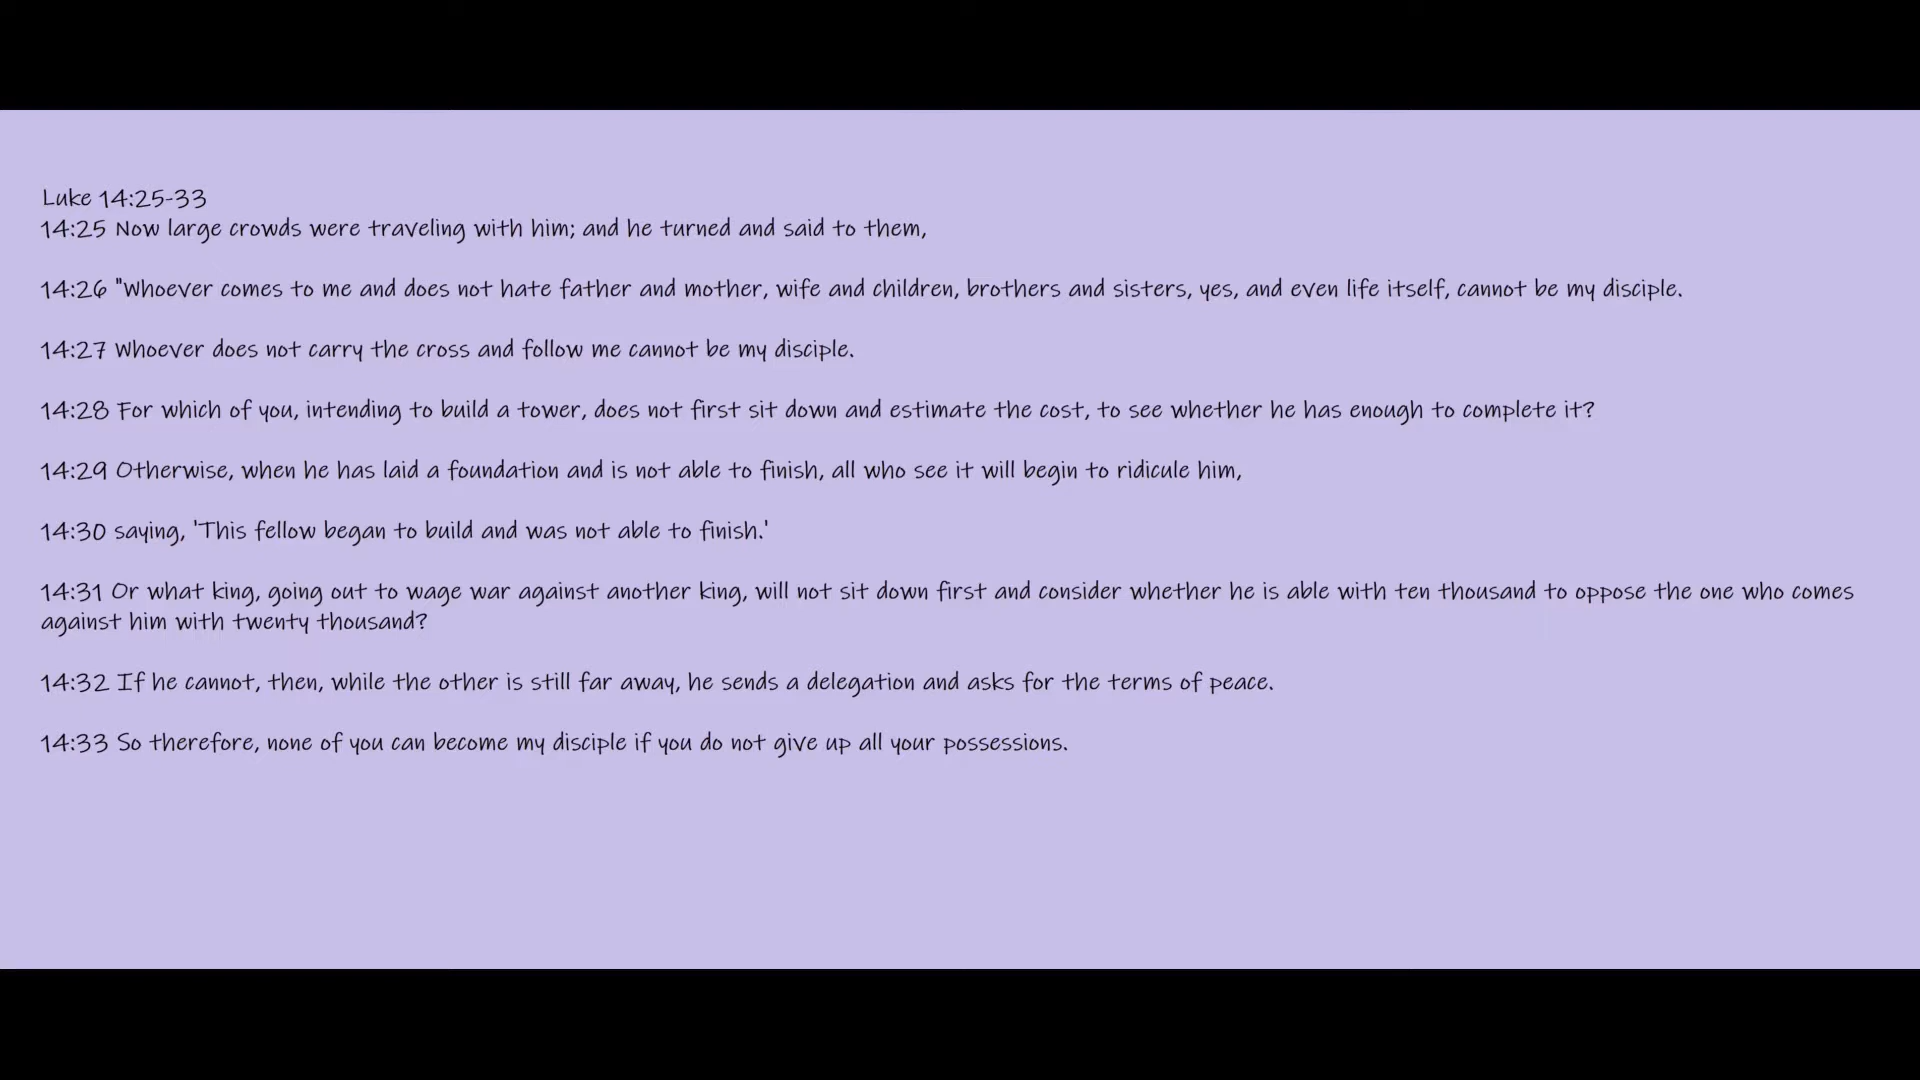 Luke 14:25-33
14:25 Now large crowds were traveling with him; and he turned and said to them,
14:26 "Whoever comes to me and does not hate father and mother, wife and children, brothers and sisters, yes, and even life itself, cannot be my disciple.
14:27 Whoever does not carry the cross and follow me cannot be my disciple.
14:28 For which of you, intending to build a tower, does not first sit down and estimate the cost, to see whether he has enough to complete it?
14:29 Otherwise, when he has laid a foundation and is not able to finish, all who see it will begin to ridicule him,
14:30 saying, 'This fellow began to build and was not able to finish.'
14:31 Or what king, going out to wage war against another king, will not sit down first and consider whether he is able with ten thousand to oppose the one who comes
against him with twenty thousand?
14:32 If he cannot, then, while the other is still far away, he sends a delegation and asks for the terms of peace.
14:33 So therefore, none of you can become my disciple if you do not give up all your possessions.